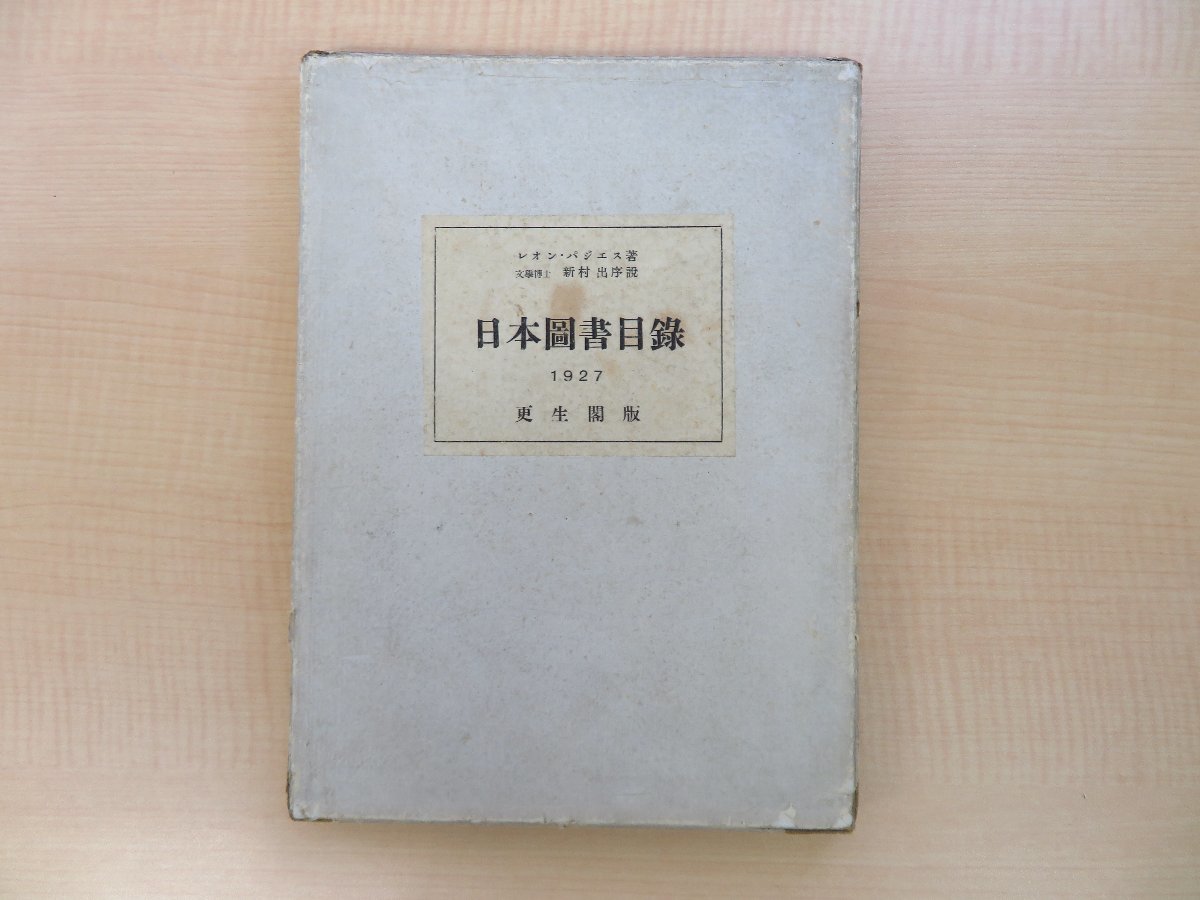 レオン・パジエス著
文學博士 新村 出序説
日本圖書目錄
1927
更生閣版